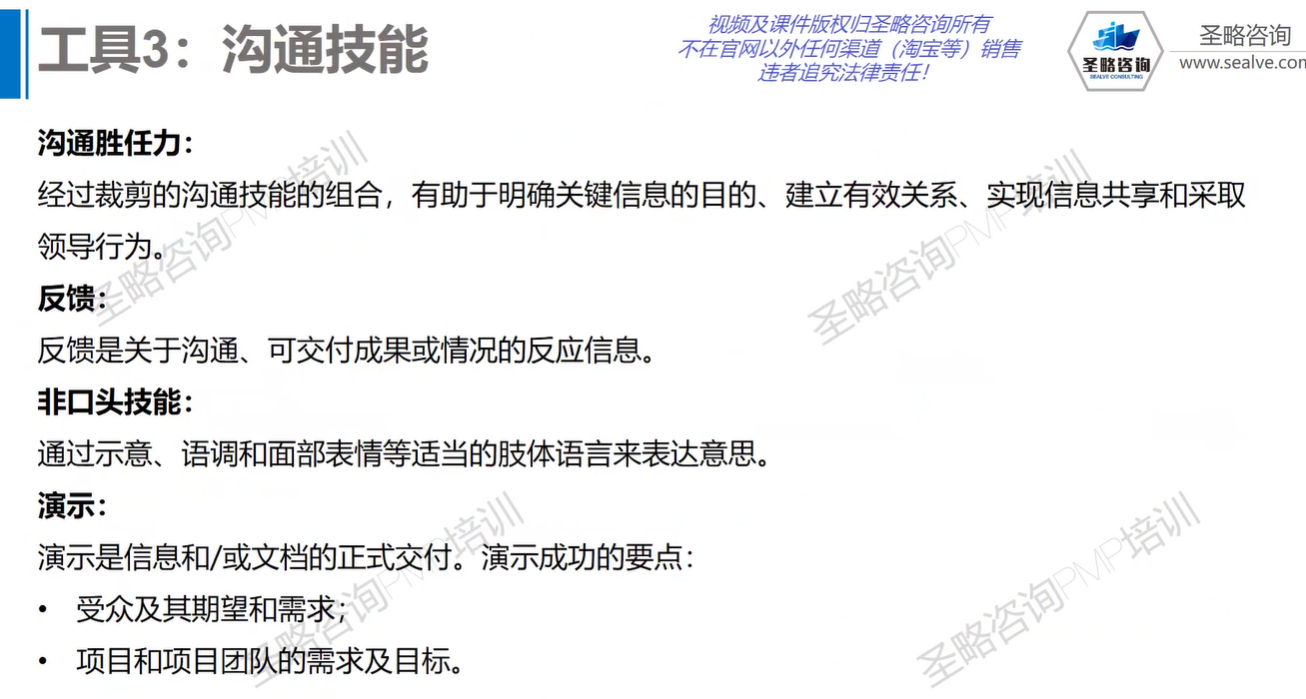 工具3：沟通技能
视频及课件版权归圣略咨询所有
不在官网以外任何渠道（淘宝等）销售
违者追究法律责任！
圣略咨询
SEALVE CONSULTING
圣略咨询
www.sealve.com
沟通胜任力：
经过裁剪的沟通技能的组合，有助于明确关键信息的目的、建立有效关系、实现信息共享和采取
领导行为。
反馈：
反馈是关于沟通、可交付成果或情况的反应信息。
非口头技能：
通过示意、语调和面部表情等适当的肢体语言来表达意思。
演示：
演示是信息和/或文档的正式交付。演示成功的要点：
• 受众及其期望和需求；
• 项目和项目团队的需求及目标。
圣略咨询PMP培训
圣略咨询PMP培训
圣略咨询PMP培训
圣略咨询PMP培训